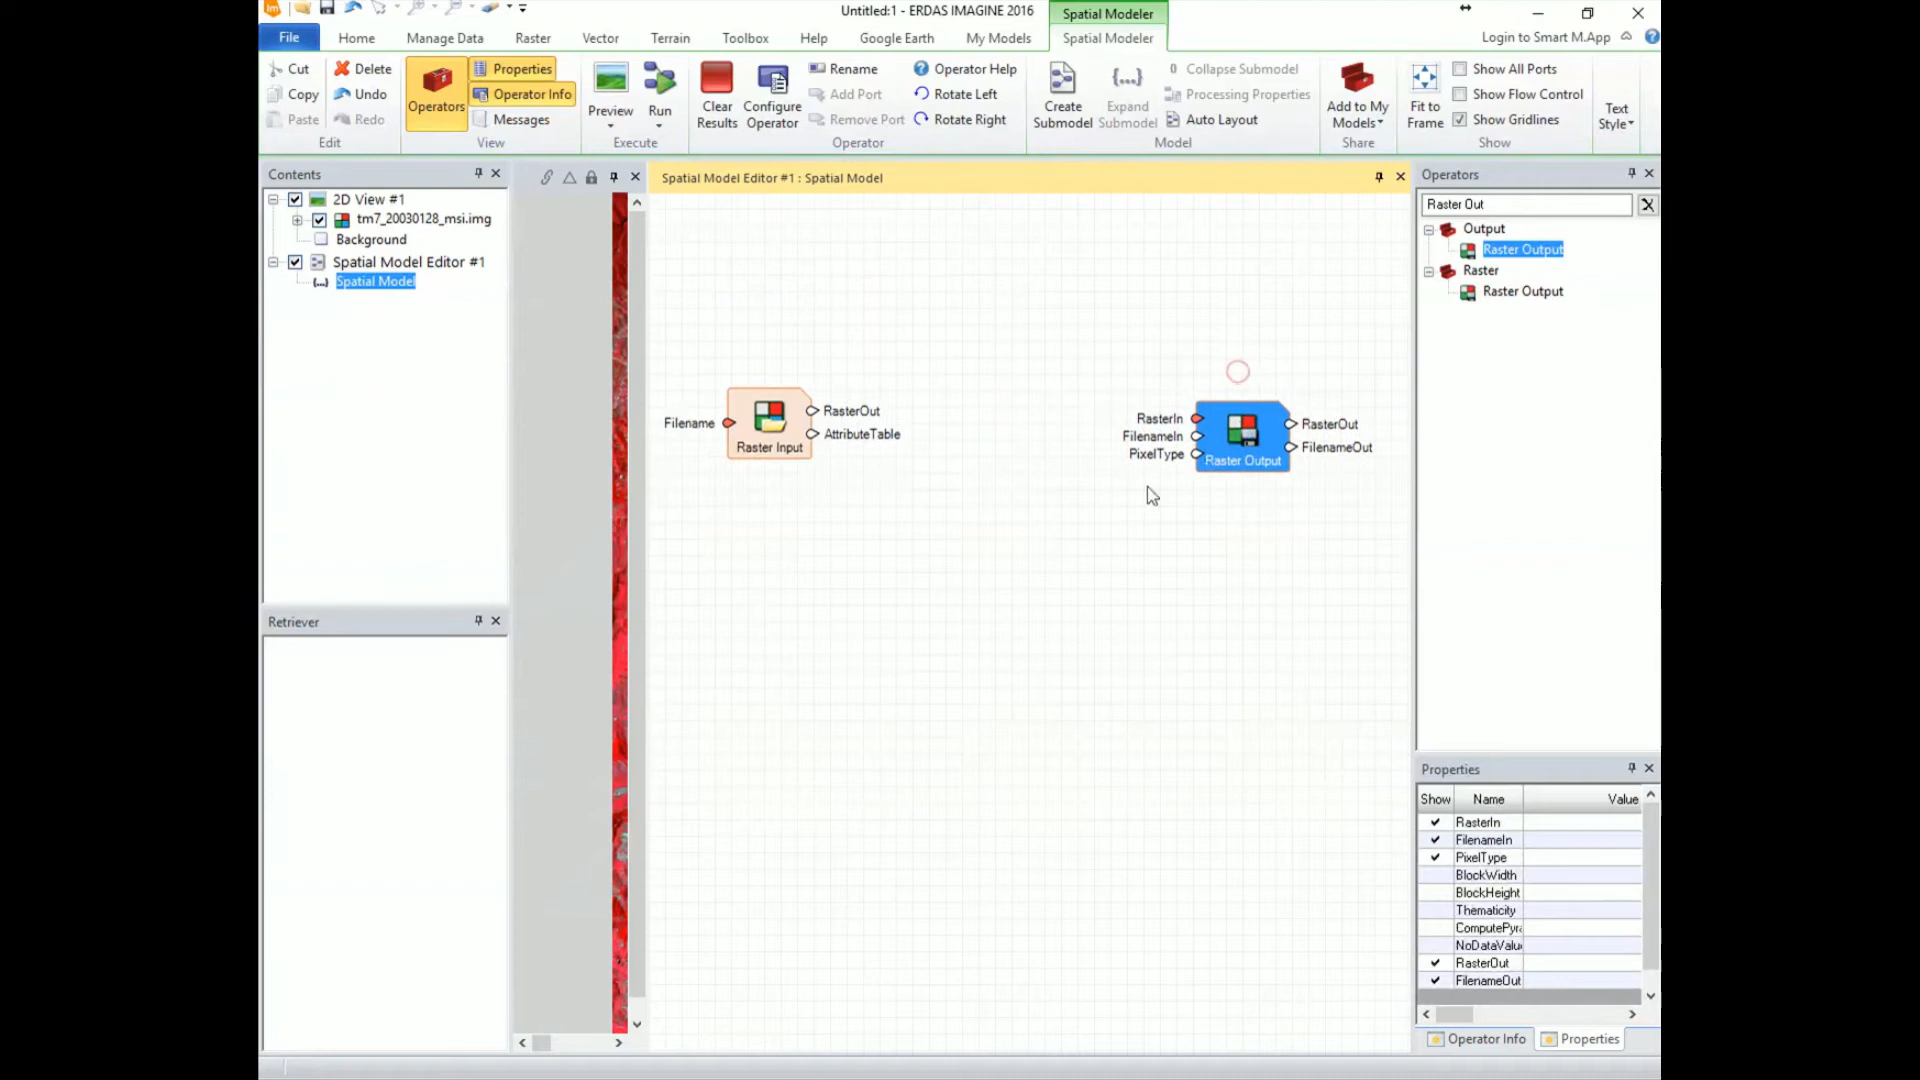 Untitled:1 - ERDAS IMAGINE 2016
Spatial Modeler
File Home Manage Data Raster Vector Terrain Toolbox Help Google Earth My Models Spatial Modeler Login to Smart M.App
Cut Delete Properties Rename Operator Help Collapse Submodel Show All Ports
Copy Undo Operator Info Add Port Rotate Left Processing Properties Show Flow Control
Paste Redo Messages Remove Port Rotate Right Auto Layout Show Gridlines
Operators Preview Run Clear Results Configure Operator Create Submodel Expand Submodel Add to My Models Fit to Frame Text Style
Edit View Execute Operator Model Share Show
Contents
2D View #1
tm7_20030128_msi.img
Background
Spatial Model Editor #1
Spatial Model
Retriever
Spatial Model Editor #1 : Spatial Model
Filename
RasterOut
AttributeTable
Raster Input
RasterIn
FilenameIn
PixelType
RasterOut
FilenameOut
Raster Output
Operators
Raster Out
Output
Raster Output
Raster
Raster Output
Properties
Show Name Value
RasterIn
FilenameIn
PixelType
BlockWidth
BlockHeight
Thematicity
ComputePyr
NoDataValu
RasterOut
FilenameOut
Operator Info Properties